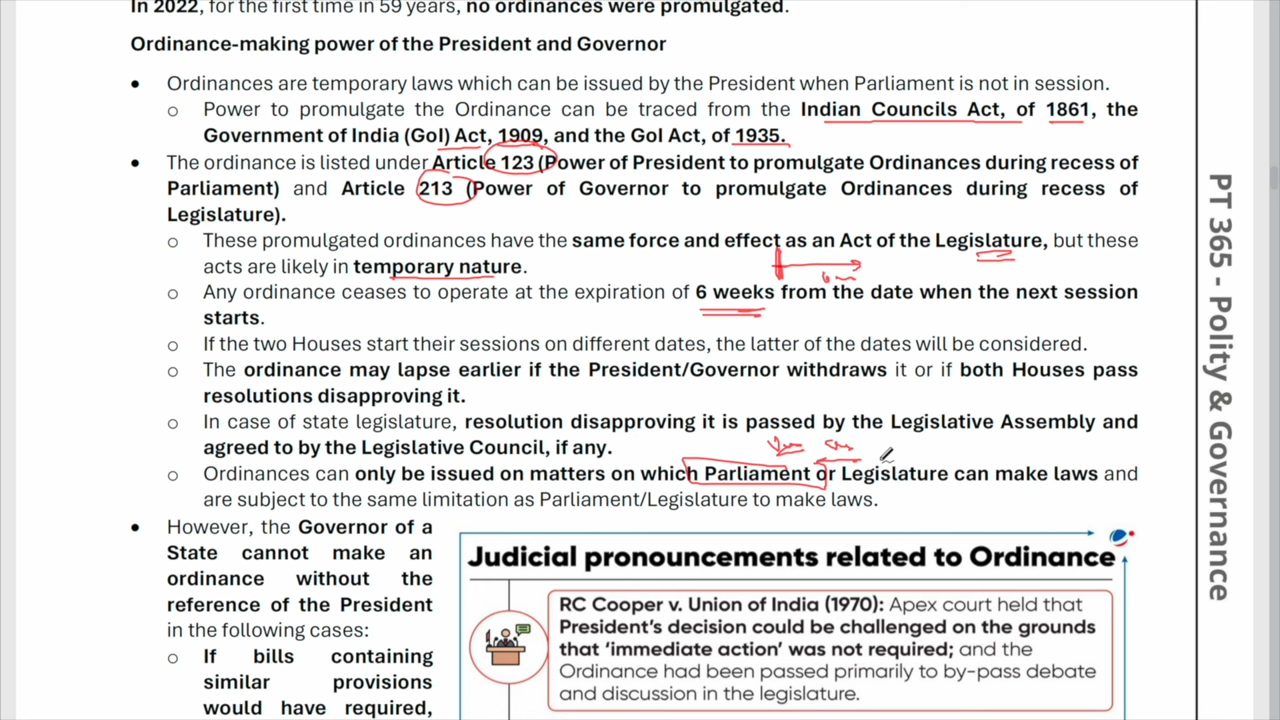 In 2022, for the first time in 59 years, no ordinances were promulgated.
Ordinance-making power of the President and Governor
• Ordinances are temporary laws which can be issued by the President when Parliament is not in session.
o Power to promulgate the Ordinance can be traced from the Indian Councils Act, of 1861, the
Government of India (GoI) Act, 1909, and the GoI Act, of 1935.
• The ordinance is listed under Article 123 (Power of President to promulgate Ordinances during recess of
Parliament) and Article 213 (Power of Governor to promulgate Ordinances during recess of
Legislature).
o These promulgated ordinances have the same force and effect as an Act of the Legislature, but these
acts are likely in temporary nature.
o Any ordinance ceases to operate at the expiration of 6 weeks from the date when the next session
starts.
o If the two Houses start their sessions on different dates, the latter of the dates will be considered.
o The ordinance may lapse earlier if the President/Governor withdraws it or if both Houses pass
resolutions disapproving it.
o In case of state legislature, resolution disapproving it is passed by the Legislative Assembly and
agreed to by the Legislative Council, if any.
o Ordinances can only be issued on matters on which Parliament or Legislature can make laws and
are subject to the same limitation as Parliament/Legislature to make laws.
• However, the Governor of a
State cannot make an
ordinance without the
reference of the President
in the following cases:
o If bills containing
similar provisions
would have required,
Judicial pronouncements related to Ordinance
RC Cooper v. Union of India (1970): Apex court held that
President's decision could be challenged on the grounds
that 'immediate action' was not required; and the
Ordinance had been passed primarily to by-pass debate
and discussion in the legislature.
PT 365 - Polity & Governance